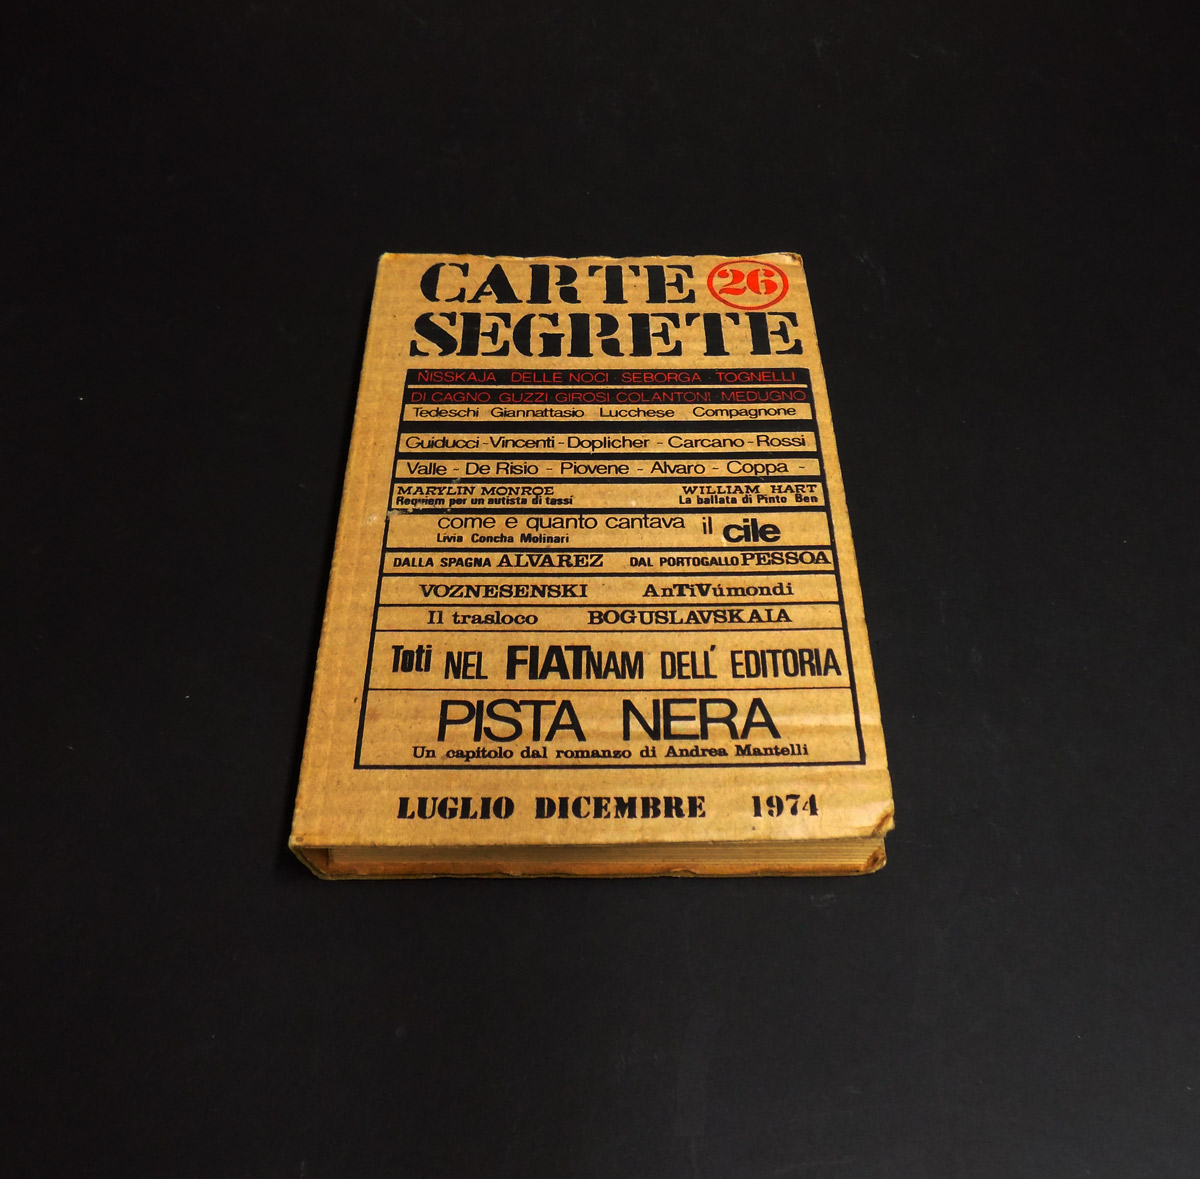 CARTE 26
SEGRETE
NISSKAJA DELLE NOCI · SEBORGA TOGNELLI
DI CAGNO GUZZI · GIROSI COLANTONI · MEDUGNO
Tedeschi Giannattasio Lucchese Compagnone
Guiducci - Vincenti - Doplicher - Carcano - Rossi
Valle - De Risio - Piovene - Alvaro - Coppa -
MARYLIN MONROE WILLIAM HART
Requiem per un autista di tassí La ballata di Pinto Ben
come e quanto cantava il cile
Livia Concha Molinari
DALLA SPAGNA ALVAREZ DAL PORTOGALLO PESSOA
VOZNESENSKI AnTiVúmondi
Il trasloco BOGUSLAVSKAIA
Toti NEL FIATNAM DELL' EDITORIA
PISTA NERA
Un capitolo dal romanzo di Andrea Mantelli
LUGLIO DICEMBRE 1974